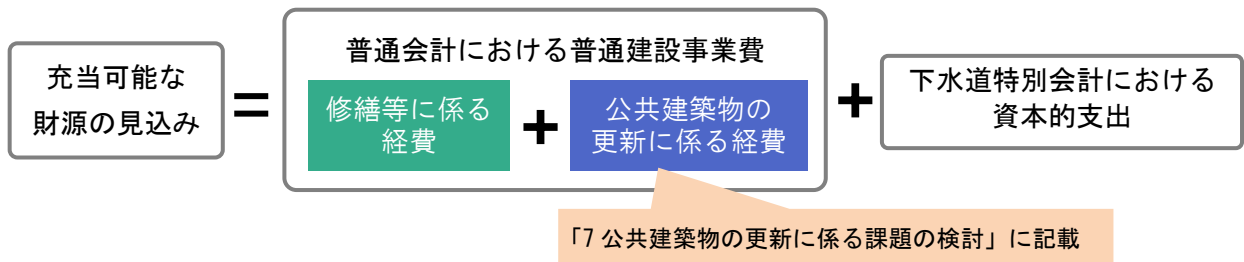 充当可能な
財源の見込み
=
普通会計における普通建設事業費
修繕等に係る
経費
+
公共建築物の
更新に係る経費
+
下水道特別会計における
資本的支出
「7 公共建築物の更新に係る課題の検討」に記載